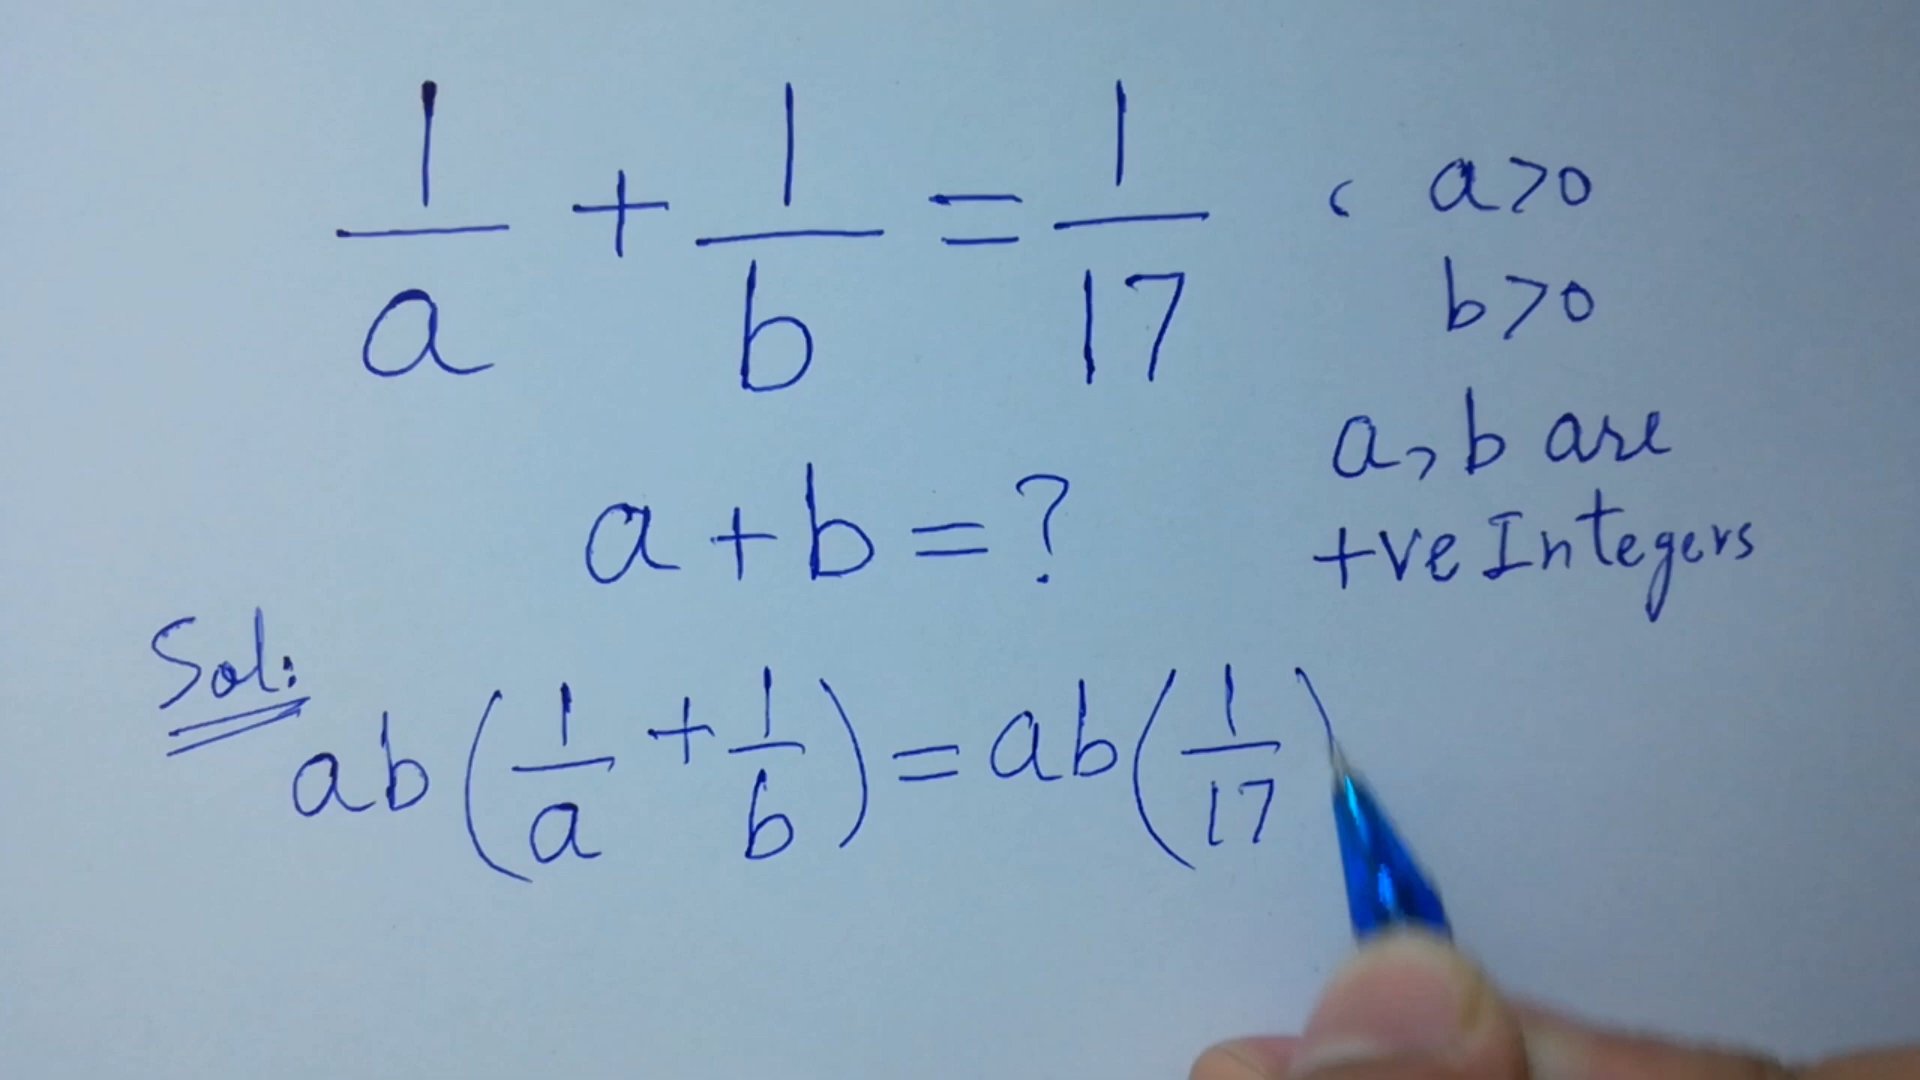 1/a + 1/b = 1/17 , a>0
b>0
a, b are
+ve Integers
a + b = ?
Sol:
ab(1/a + 1/b) = ab(1/17)